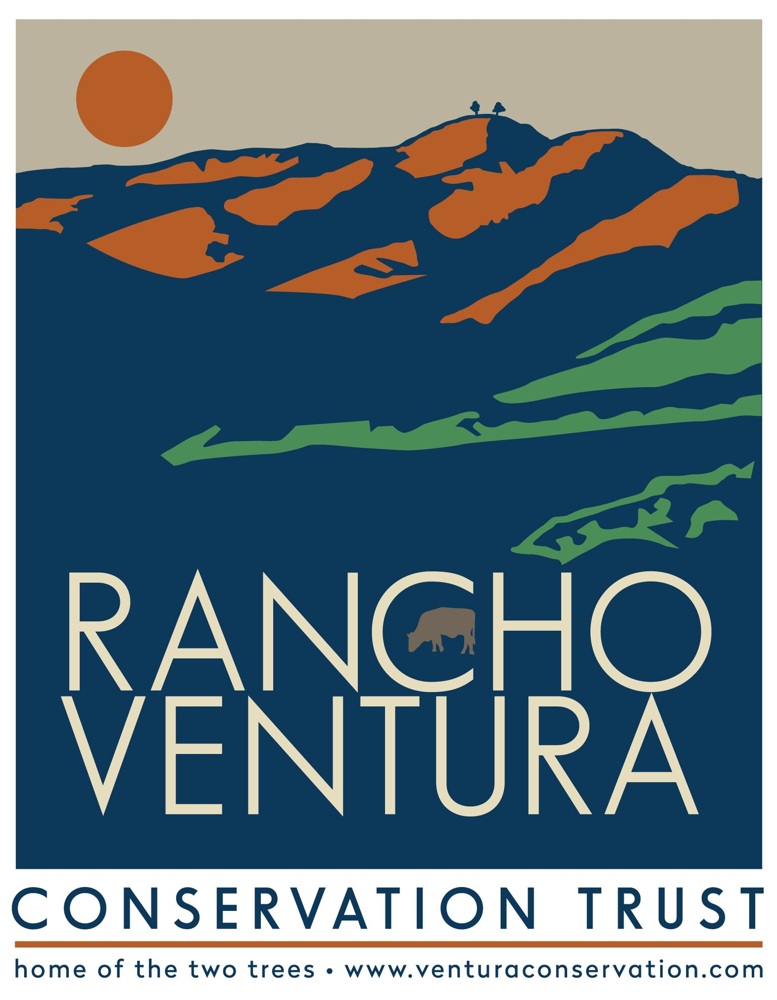 RANCHO
VENTURA
CONSERVATION TRUST
home of the two trees • www.venturaconservation.com